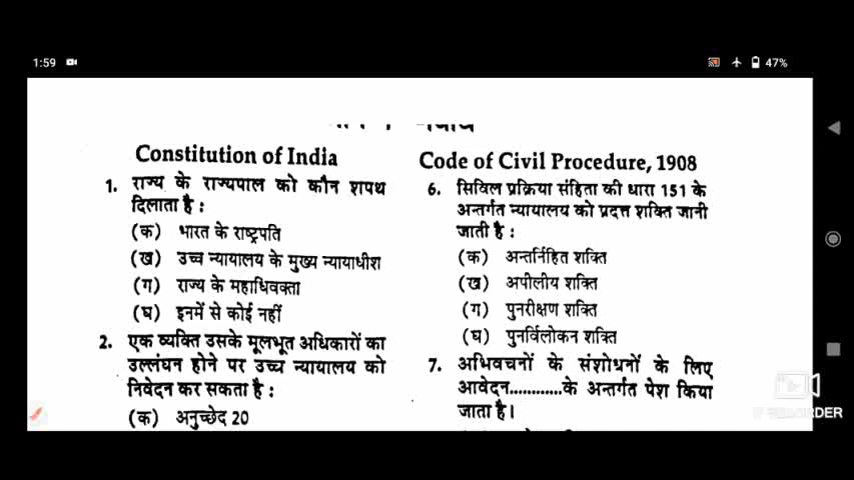 1:59
47%
Constitution of India
1. राज्य के राज्यपाल को कौन शपथ
दिलाता है :
(क) भारत के राष्ट्रपति
(ख) उच्च न्यायालय के मुख्य न्यायाधीश
(ग) राज्य के महाधिवक्ता
(घ) इनमें से कोई नहीं
2. एक व्यक्ति उसके मूलभूत अधिकारों का
उल्लंघन होने पर उच्च न्यायालय को
निवेदन कर सकता है :
(क) अनुच्छेद 20
Code of Civil Procedure, 1908
6. सिविल प्रक्रिया संहिता की धारा 151 के
अन्तर्गत न्यायालय को प्रदत्त शक्ति जानी
जाती है :
(क) अन्तर्निहित शक्ति
(ख) अपीलीय शक्ति
(ग) पुनरीक्षण शक्ति
(घ) पुनर्विलोकन शक्ति
7. अभिवचनों के संशोधनों के लिए
आवेदन............के अन्तर्गत पेश किया
जाता है।
RECORDER